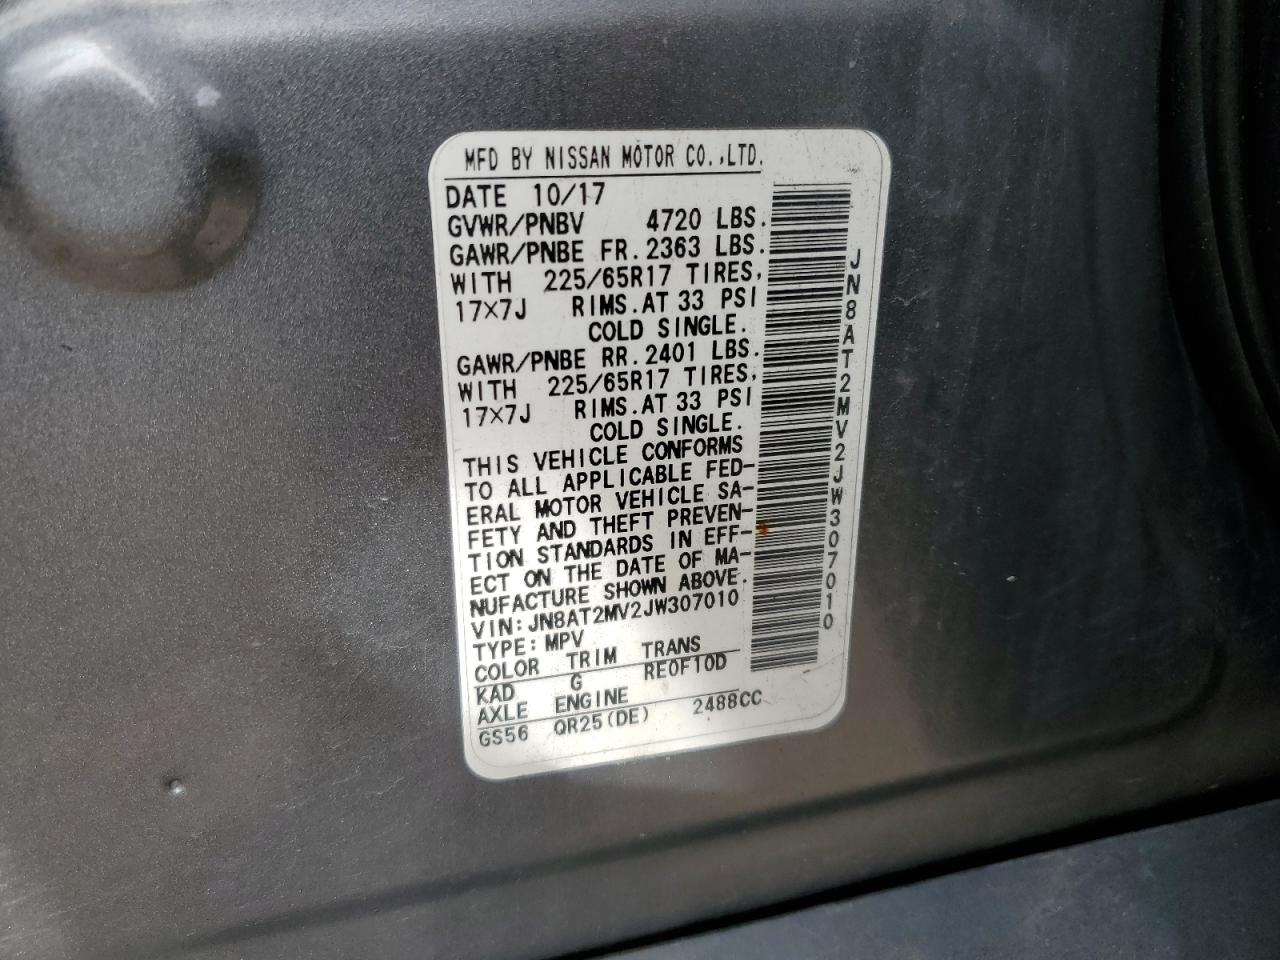 MFD BY NISSAN MOTOR CO.,LTD.
DATE 10/17
GVWR/PNBV 4720 LBS.
GAWR/PNBE FR. 2363 LBS.
WITH 225/65R17 TIRES,
17×7J RIMS.AT 33 PSI
COLD SINGLE.
GAWR/PNBE RR. 2401 LBS.
WITH 225/65R17 TIRES,
17×7J RIMS.AT 33 PSI
COLD SINGLE.
THIS VEHICLE CONFORMS
TO ALL APPLICABLE FED-
ERAL MOTOR VEHICLE SA-
FETY AND THEFT PREVEN-
TION STANDARDS IN EFF-
ECT ON THE DATE OF MA-
NUFACTURE SHOWN ABOVE.
VIN:JN8AT2MV2JW307010
TYPE:MPV
COLOR TRIM TRANS
KAD G RE0F10D
AXLE ENGINE
GS56 QR25(DE) 2488CC
JN8AT2MV2JW307010